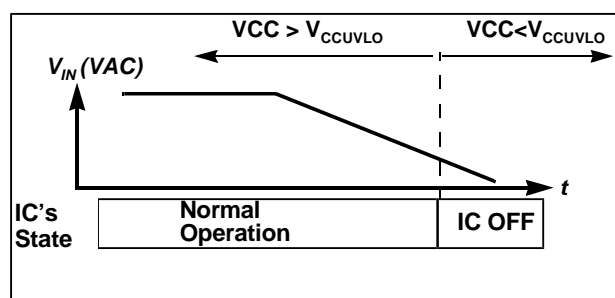 VCC > VCCUVLO
VCC<VCCUVLO
VIN (VAC)
t
IC's
State
Normal
Operation
IC OFF